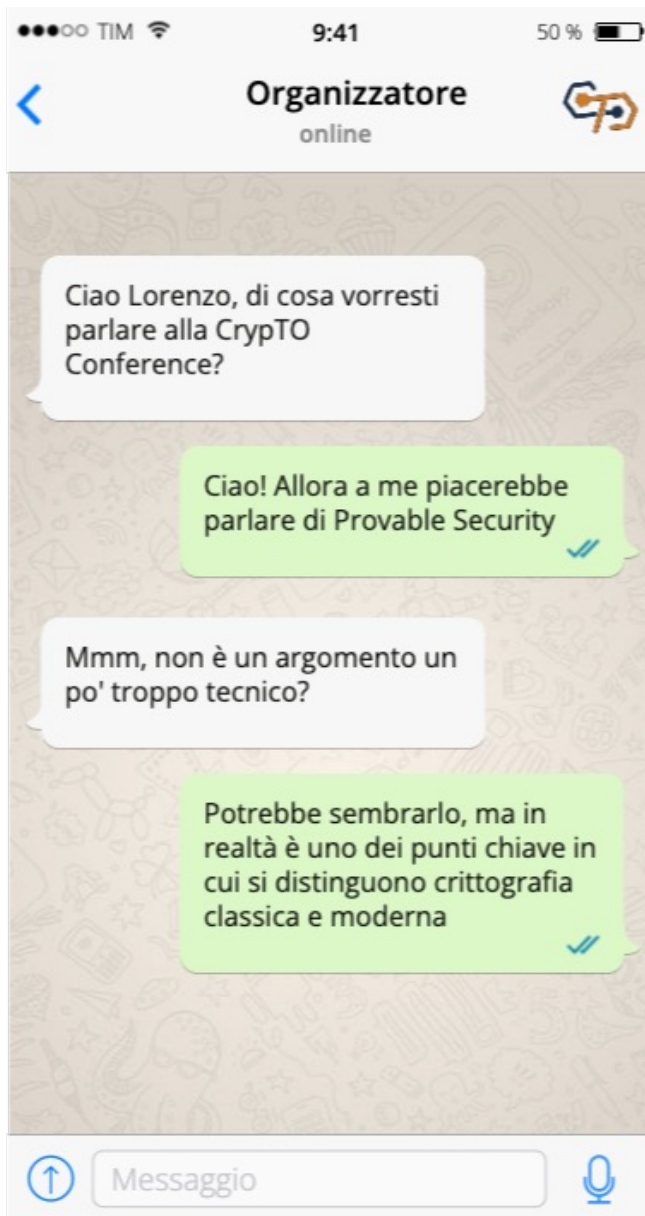 TIM 9:41 50 %
Organizzatore
online
Ciao Lorenzo, di cosa vorresti
parlare alla CrypTO
Conference?
Ciao! Allora a me piacerebbe
parlare di Provable Security
Mmm, non è un argomento un
po' troppo tecnico?
Potrebbe sembrarlo, ma in
realtà è uno dei punti chiave in
cui si distinguono crittografia
classica e moderna
Messaggio